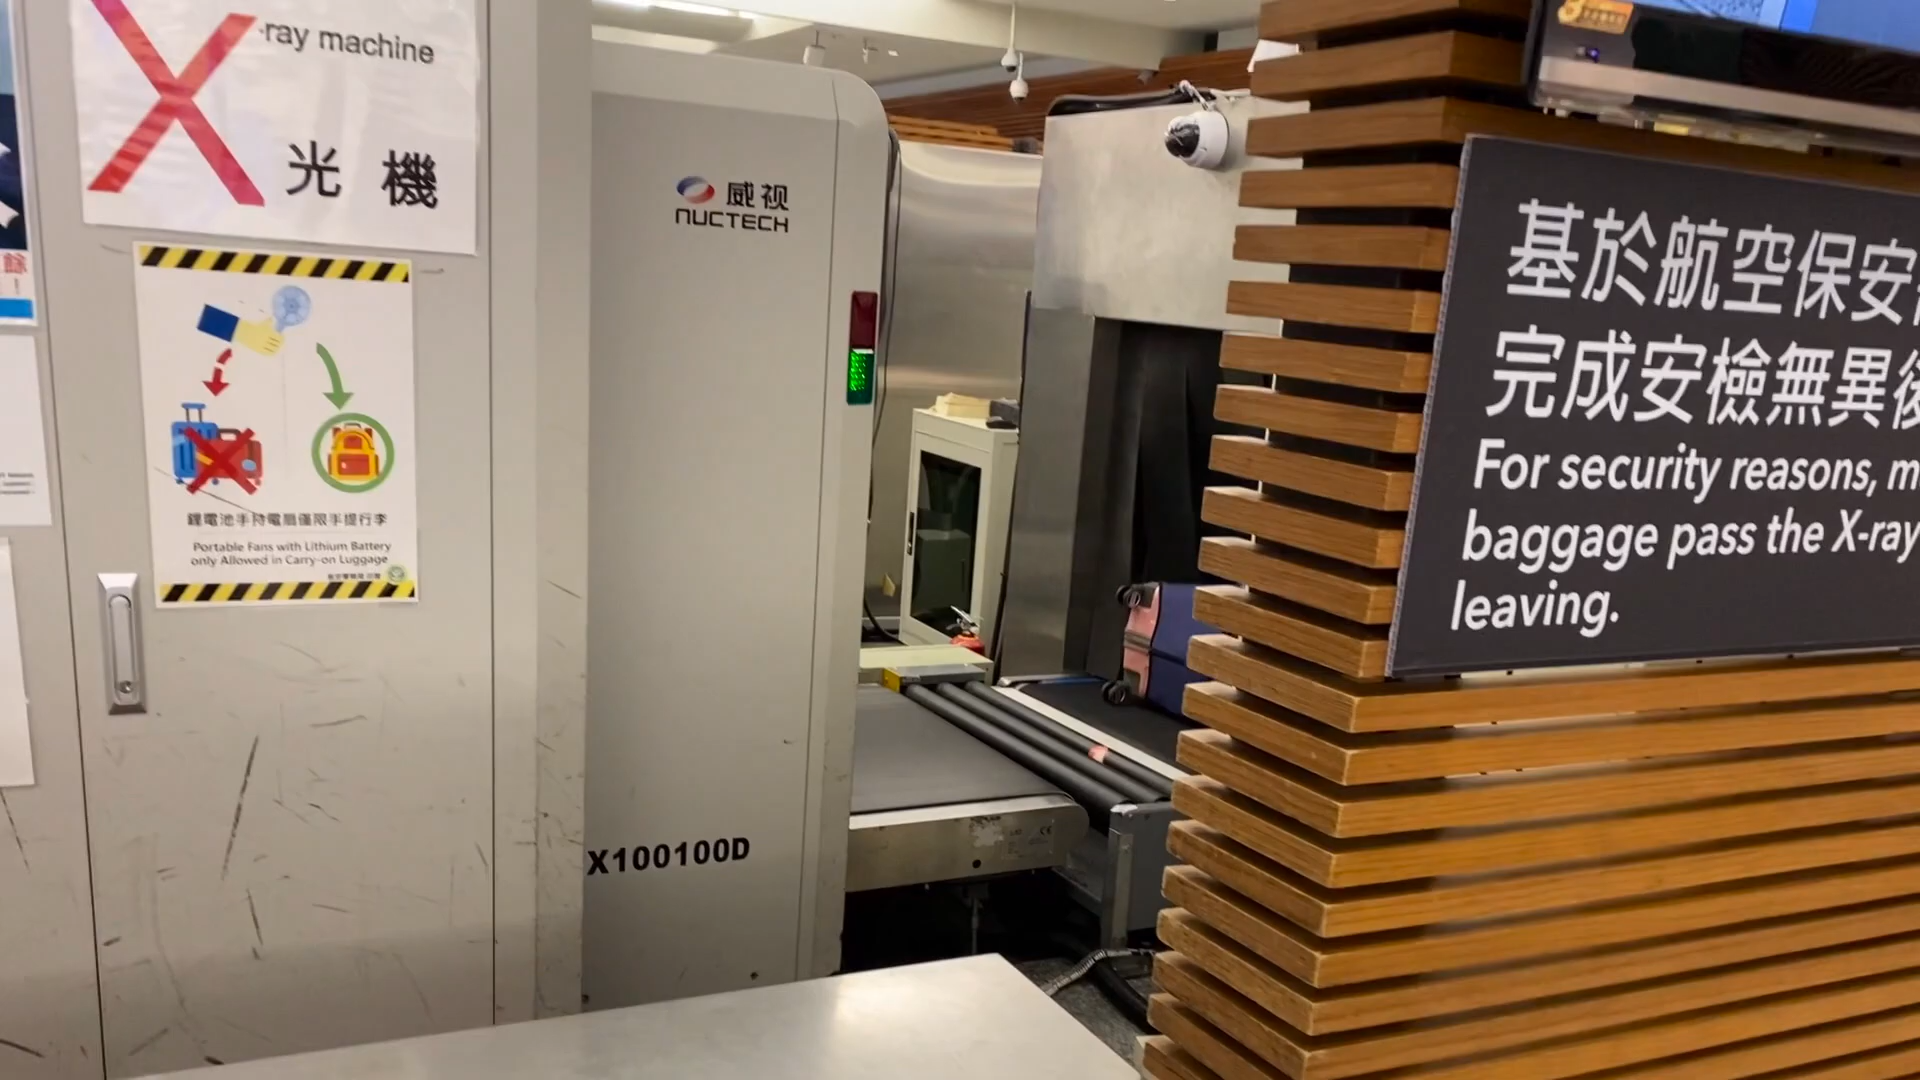 X-ray machine
光 機
鋰電池手持電扇僅限手提行李
Portable Fans with Lithium Battery
only Allowed in Carry-on Luggage
威视
NUCTECH
X100100D
基於航空保安
完成安檢無異後
For security reasons, m
baggage pass the X-ray
leaving.